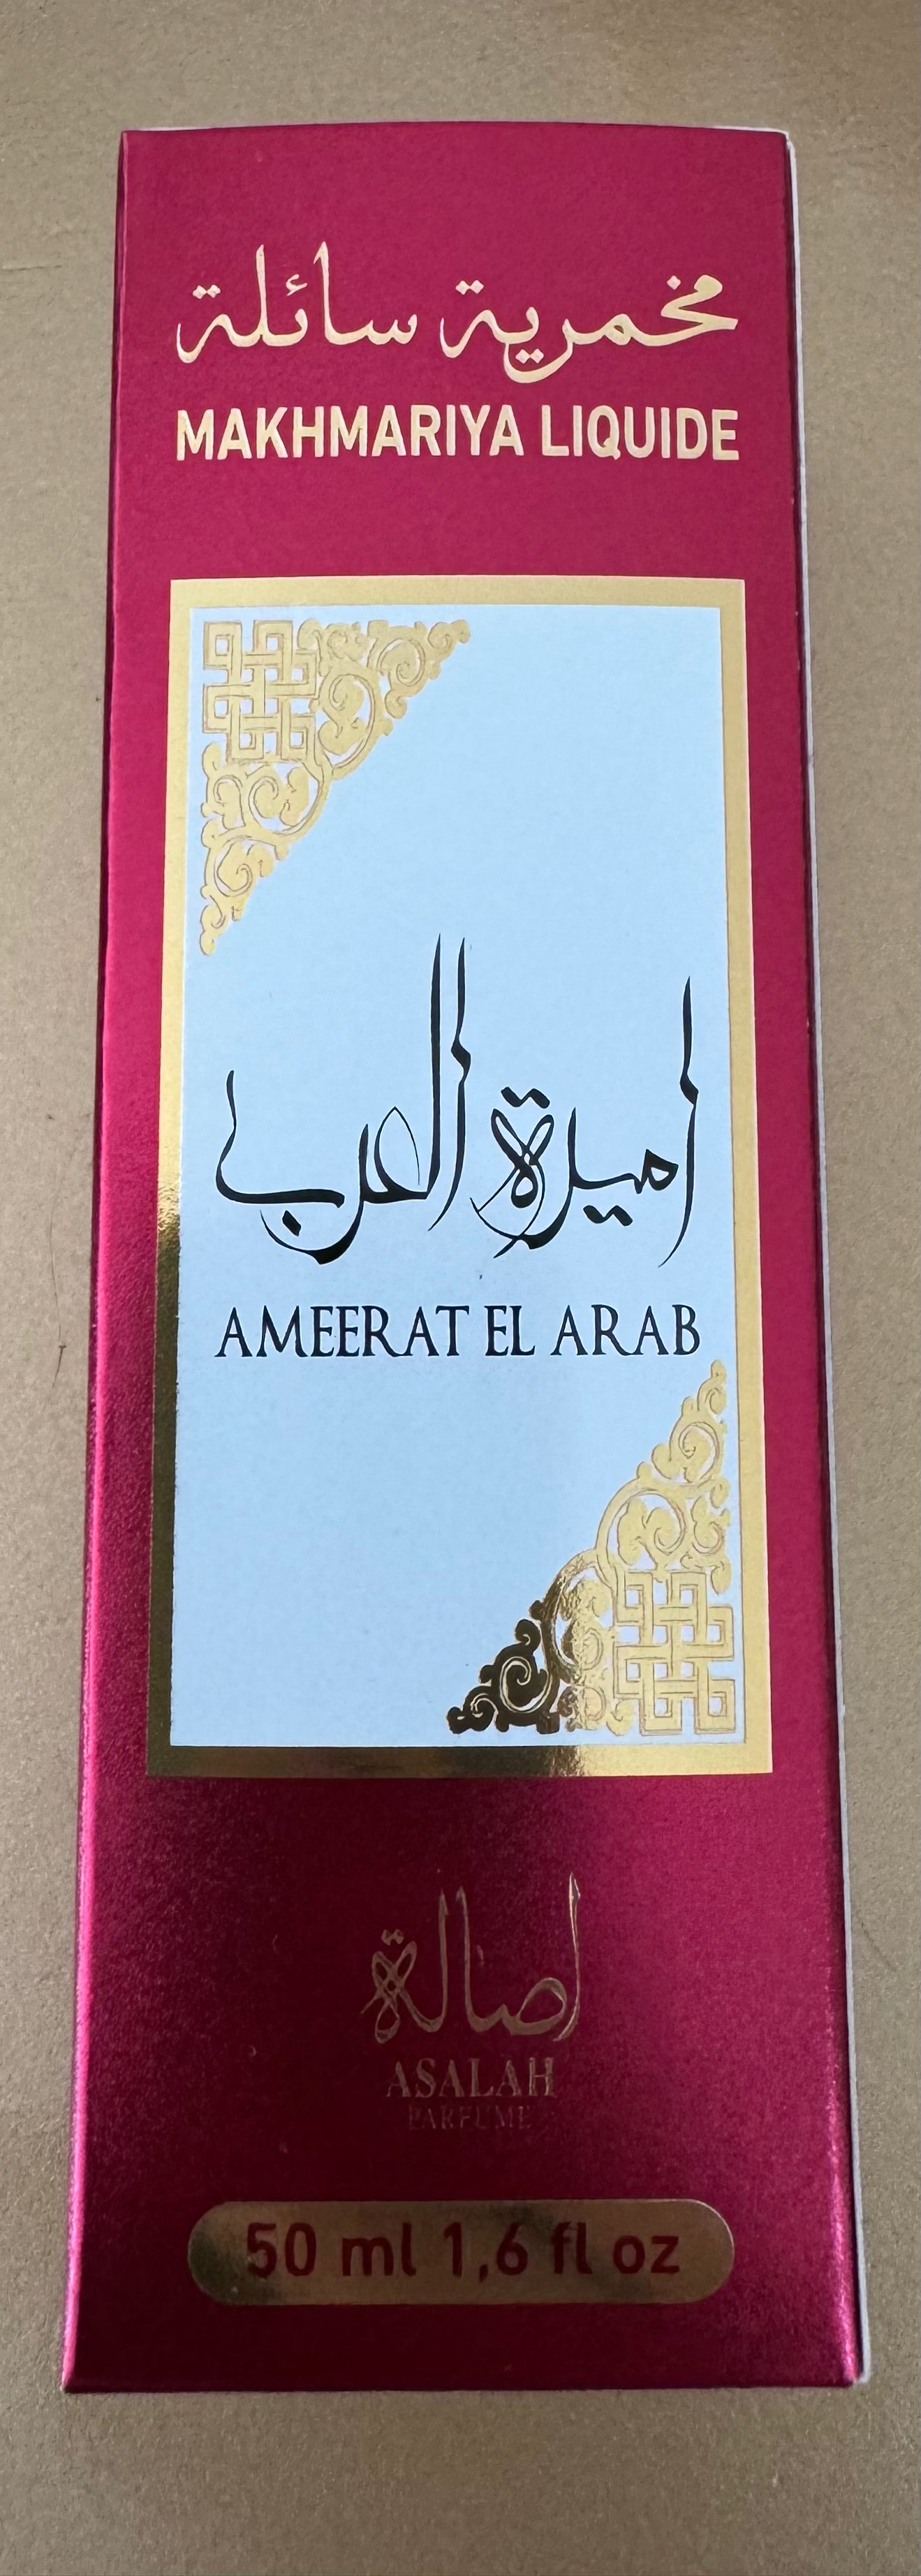 مخمرية سائلة
MAKHMARIYA LIQUIDE
اميرة العرب
AMEERAT EL ARAB
اصالة
ASALAH
PARFUME
50 ml 1,6 fl oz